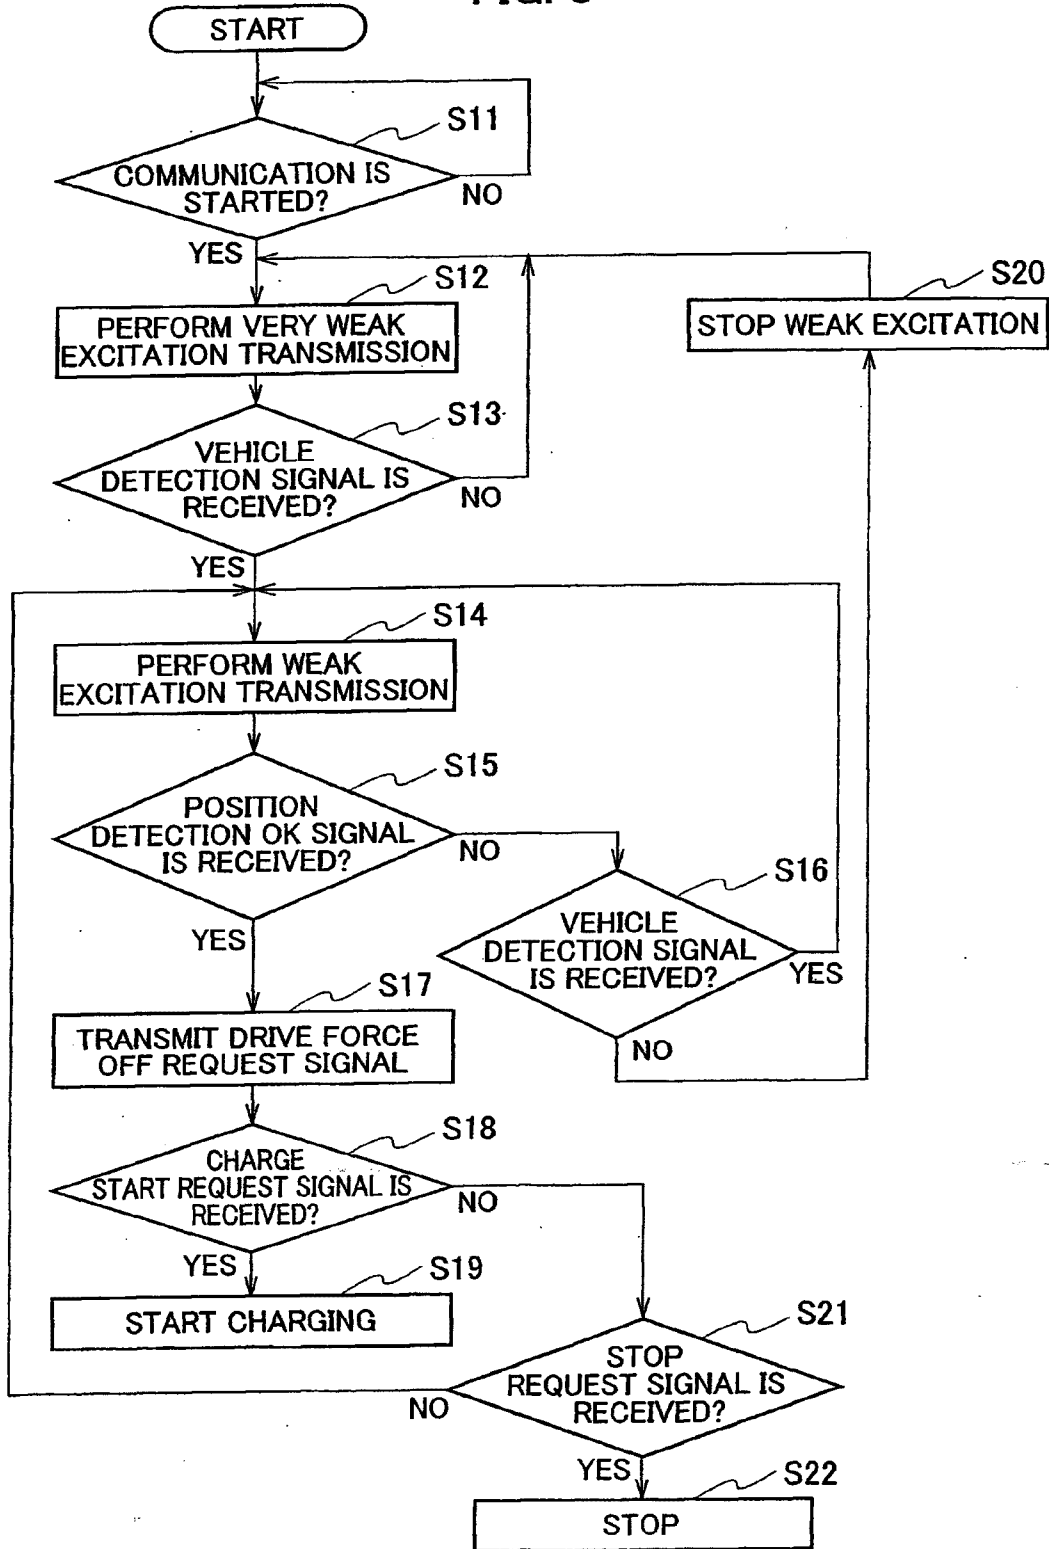 START
S11
COMMUNICATION IS
STARTED?
NO
YES
S12
PERFORM VERY WEAK
EXCITATION TRANSMISSION
S20
STOP WEAK EXCITATION
S13
VEHICLE
DETECTION SIGNAL IS
RECEIVED?
NO
YES
S14
PERFORM WEAK
EXCITATION TRANSMISSION
S15
POSITION
DETECTION OK SIGNAL
IS RECEIVED?
NO
YES
S16
VEHICLE
DETECTION SIGNAL
IS RECEIVED?
YES
NO
S17
TRANSMIT DRIVE FORCE
OFF REQUEST SIGNAL
S18
CHARGE
START REQUEST SIGNAL IS
RECEIVED?
NO
YES
S19
START CHARGING
S21
STOP
REQUEST SIGNAL IS
RECEIVED?
NO
YES
S22
STOP